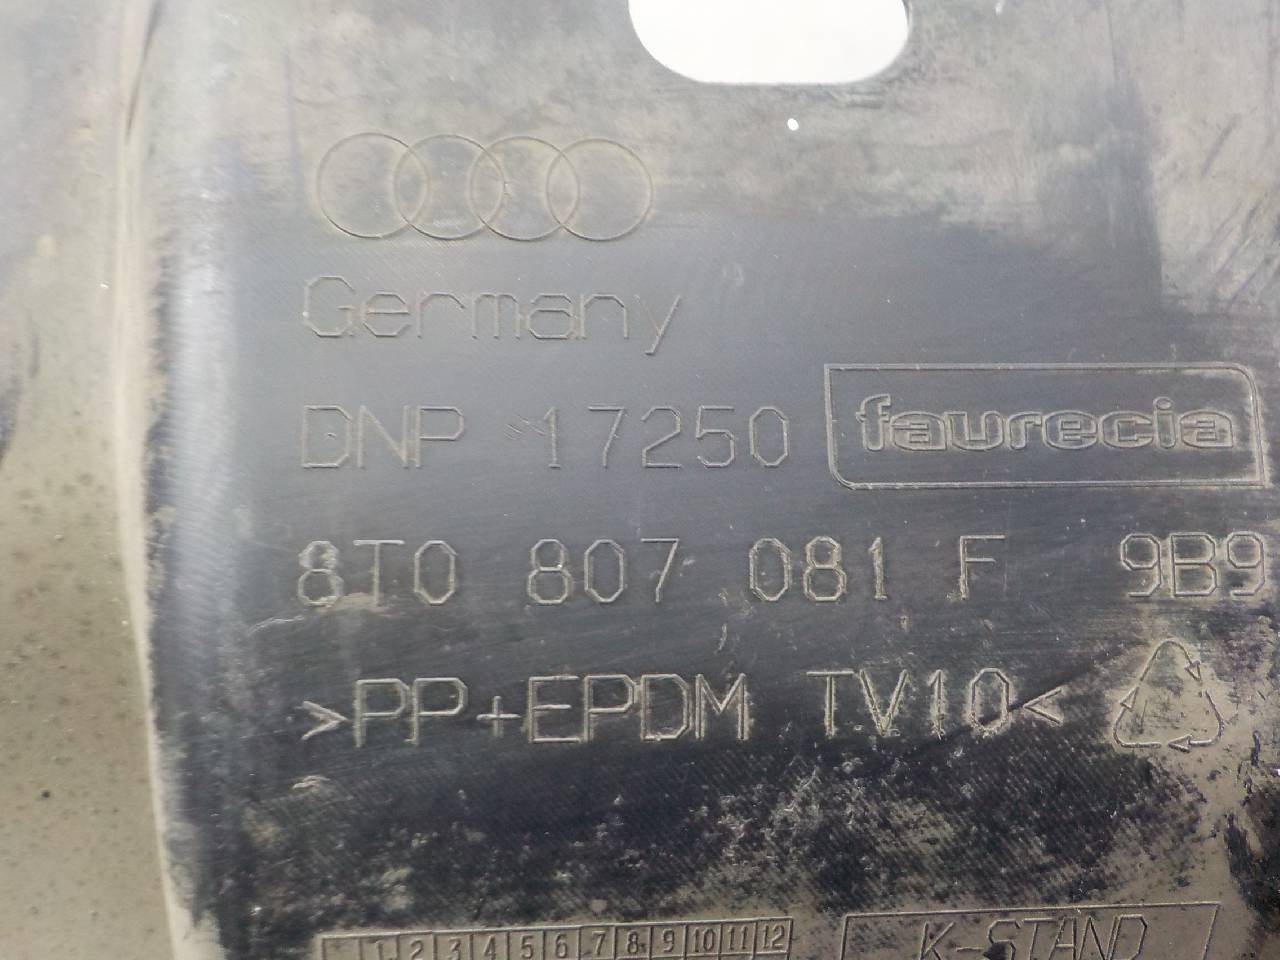 Germany
DNP 17250 faurecia
8T0 807 081 F 9B9
>PP+EPDM TV10<
1 2 3 4 5 6 7 8 9 10 11 12
K-STAND